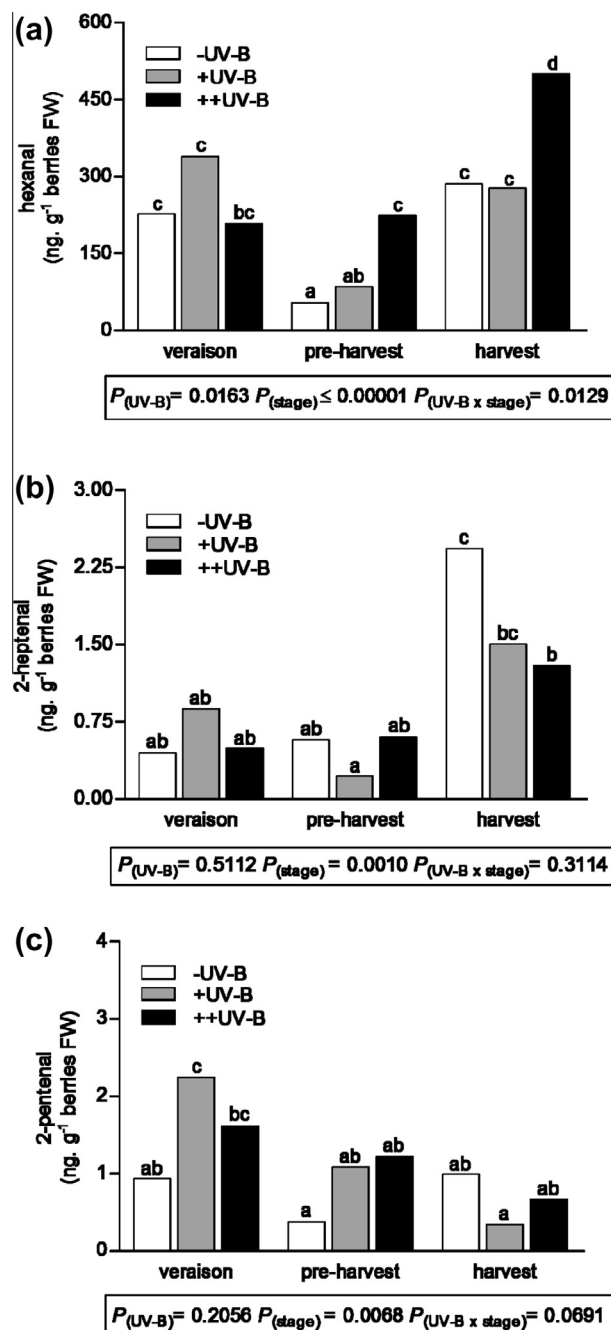 (a)
600
450
300
150
0
hexanal
(ng. g⁻¹ berries FW)
-UV-B
+UV-B
++UV-B
c c bc
a ab c
c c d
veraison pre-harvest harvest
P(UV-B)= 0.0163 P(stage)≤ 0.00001 P(UV-B x stage)= 0.0129
(b)
3.00
2.25
1.50
0.75
0.00
2-heptenal
(ng. g⁻¹ berries FW)
-UV-B
+UV-B
++UV-B
ab ab ab
ab a ab
c bc b
veraison pre-harvest harvest
P(UV-B)= 0.5112 P(stage)= 0.0010 P(UV-B x stage)= 0.3114
(c)
4
3
2
1
0
2-pentenal
(ng. g⁻¹ berries FW)
-UV-B
+UV-B
++UV-B
ab c bc
a ab ab
ab a ab
veraison pre-harvest harvest
P(UV-B)= 0.2056 P(stage)= 0.0068 P(UV-B x stage)= 0.0691